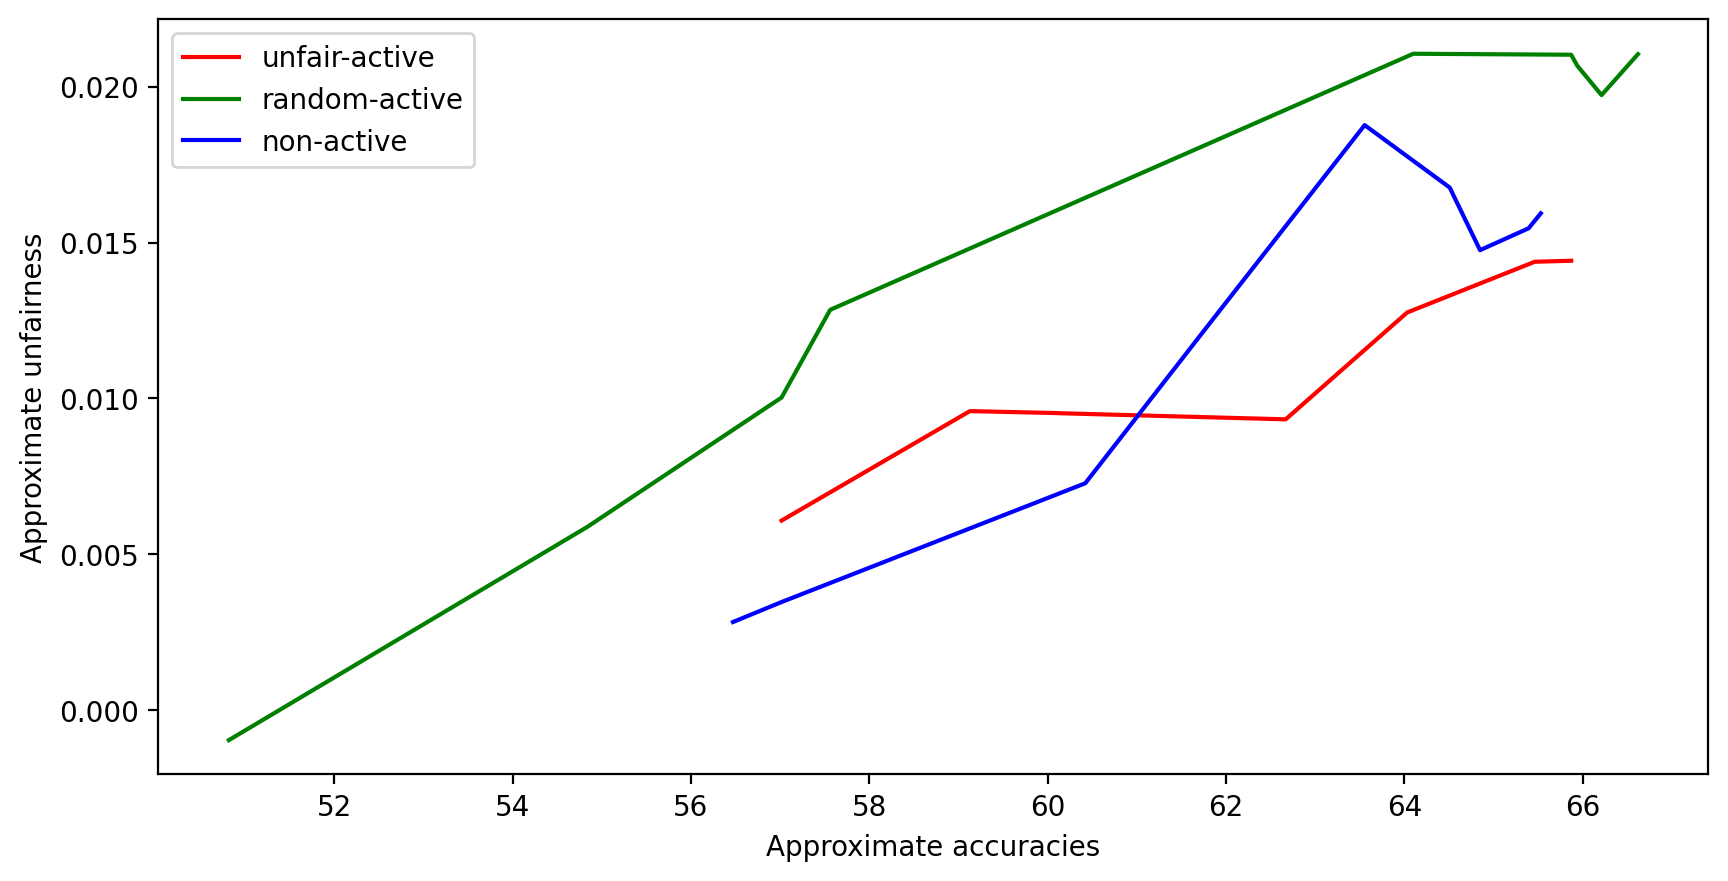 unfair-active
random-active
non-active
0.020
0.015
0.010
0.005
0.000
Approximate unfairness
52 54 56 58 60 62 64 66
Approximate accuracies